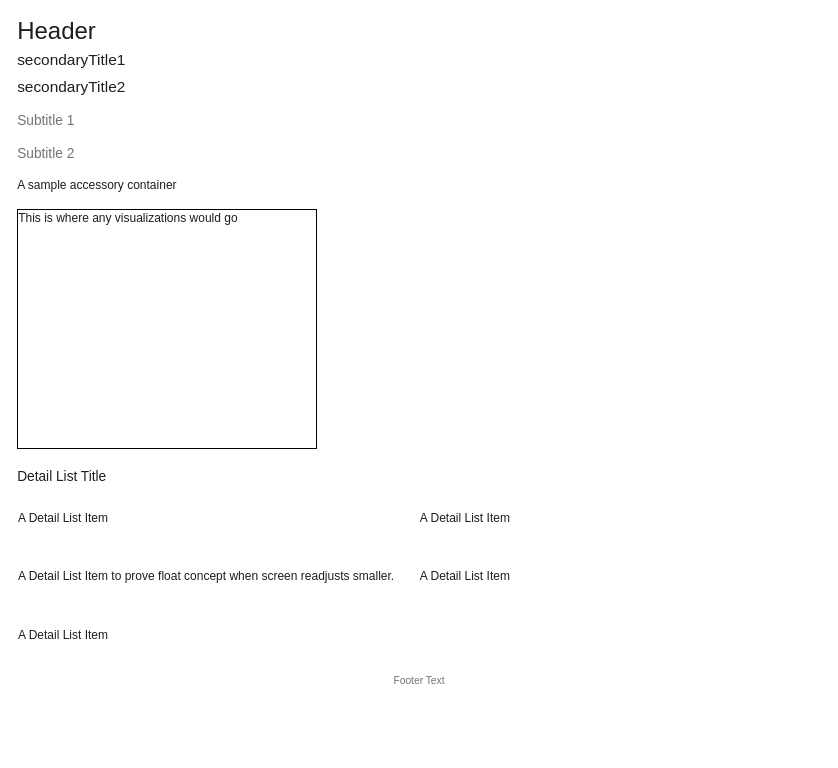 Header
secondaryTitle1
secondaryTitle2
Subtitle 1
Subtitle 2
A sample accessory container
This is where any visualizations would go
Detail List Title
A Detail List Item
A Detail List Item
A Detail List Item to prove float concept when screen readjusts smaller.
A Detail List Item
A Detail List Item
Footer Text